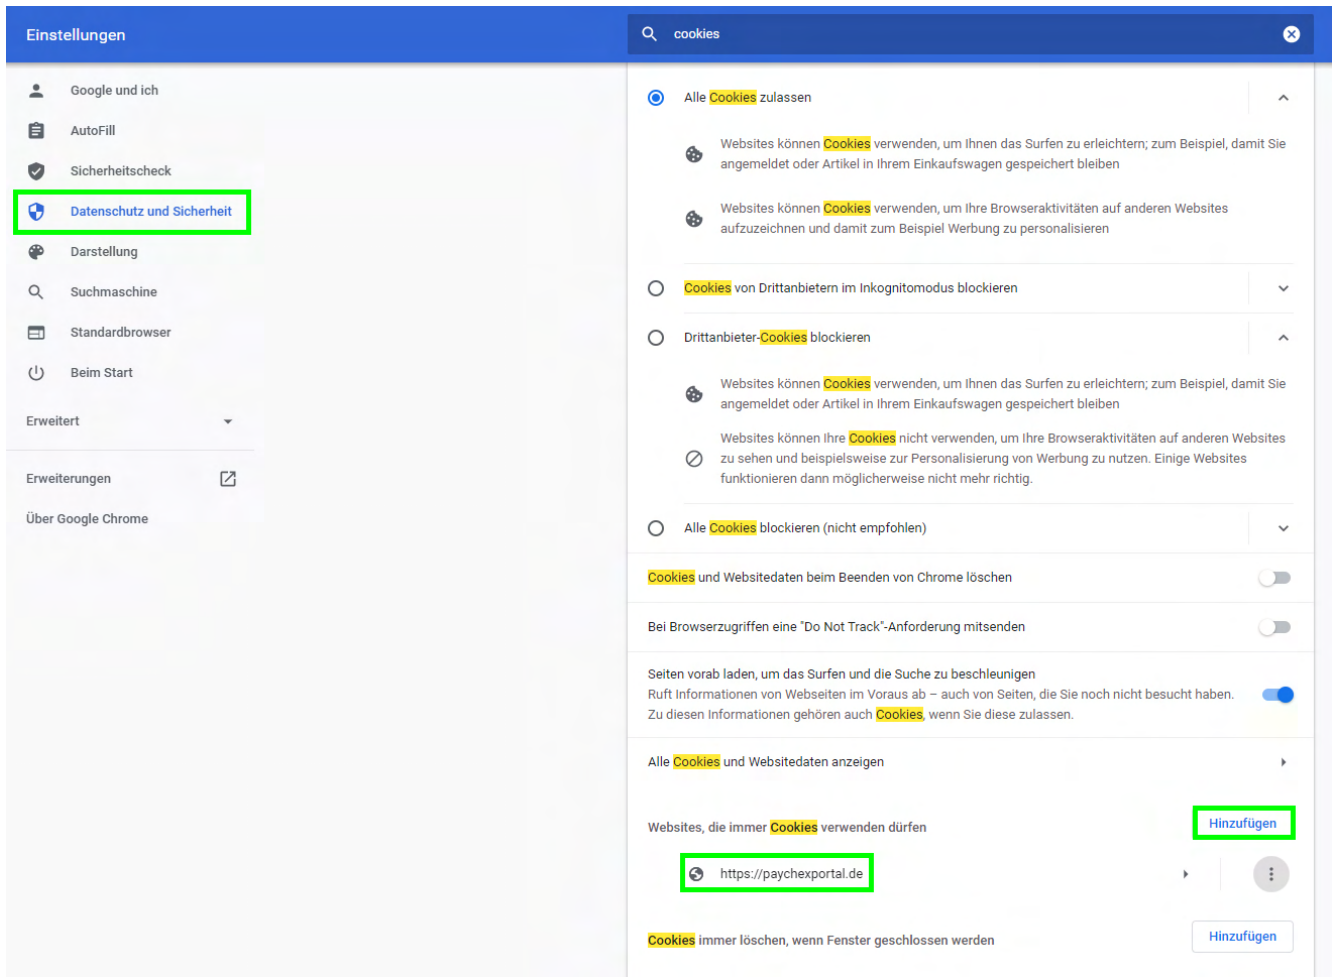 Einstellungen
cookies
Google und ich
AutoFill
Sicherheitscheck
Datenschutz und Sicherheit
Darstellung
Suchmaschine
Standardbrowser
Beim Start
Erweitert
Erweiterungen
Über Google Chrome
Alle Cookies zulassen
Websites können Cookies verwenden, um Ihnen das Surfen zu erleichtern; zum Beispiel, damit Sie
angemeldet oder Artikel in Ihrem Einkaufswagen gespeichert bleiben
Websites können Cookies verwenden, um Ihre Browseraktivitäten auf anderen Websites
aufzuzeichnen und damit zum Beispiel Werbung zu personalisieren
Cookies von Drittanbietern im Inkognitomodus blockieren
Drittanbieter-Cookies blockieren
Websites können Cookies verwenden, um Ihnen das Surfen zu erleichtern; zum Beispiel, damit Sie
angemeldet oder Artikel in Ihrem Einkaufswagen gespeichert bleiben
Websites können Ihre Cookies nicht verwenden, um Ihre Browseraktivitäten auf anderen Websites
zu sehen und beispielsweise zur Personalisierung von Werbung zu nutzen. Einige Websites
funktionieren dann möglicherweise nicht mehr richtig.
Alle Cookies blockieren (nicht empfohlen)
Cookies und Websitedaten beim Beenden von Chrome löschen
Bei Browserzugriffen eine "Do Not Track"-Anforderung mitsenden
Seiten vorab laden, um das Surfen und die Suche zu beschleunigen
Ruft Informationen von Webseiten im Voraus ab – auch von Seiten, die Sie noch nicht besucht haben.
Zu diesen Informationen gehören auch Cookies, wenn Sie diese zulassen.
Alle Cookies und Websitedaten anzeigen
Websites, die immer Cookies verwenden dürfen
Hinzufügen
https://paychexportal.de
Cookies immer löschen, wenn Fenster geschlossen werden
Hinzufügen